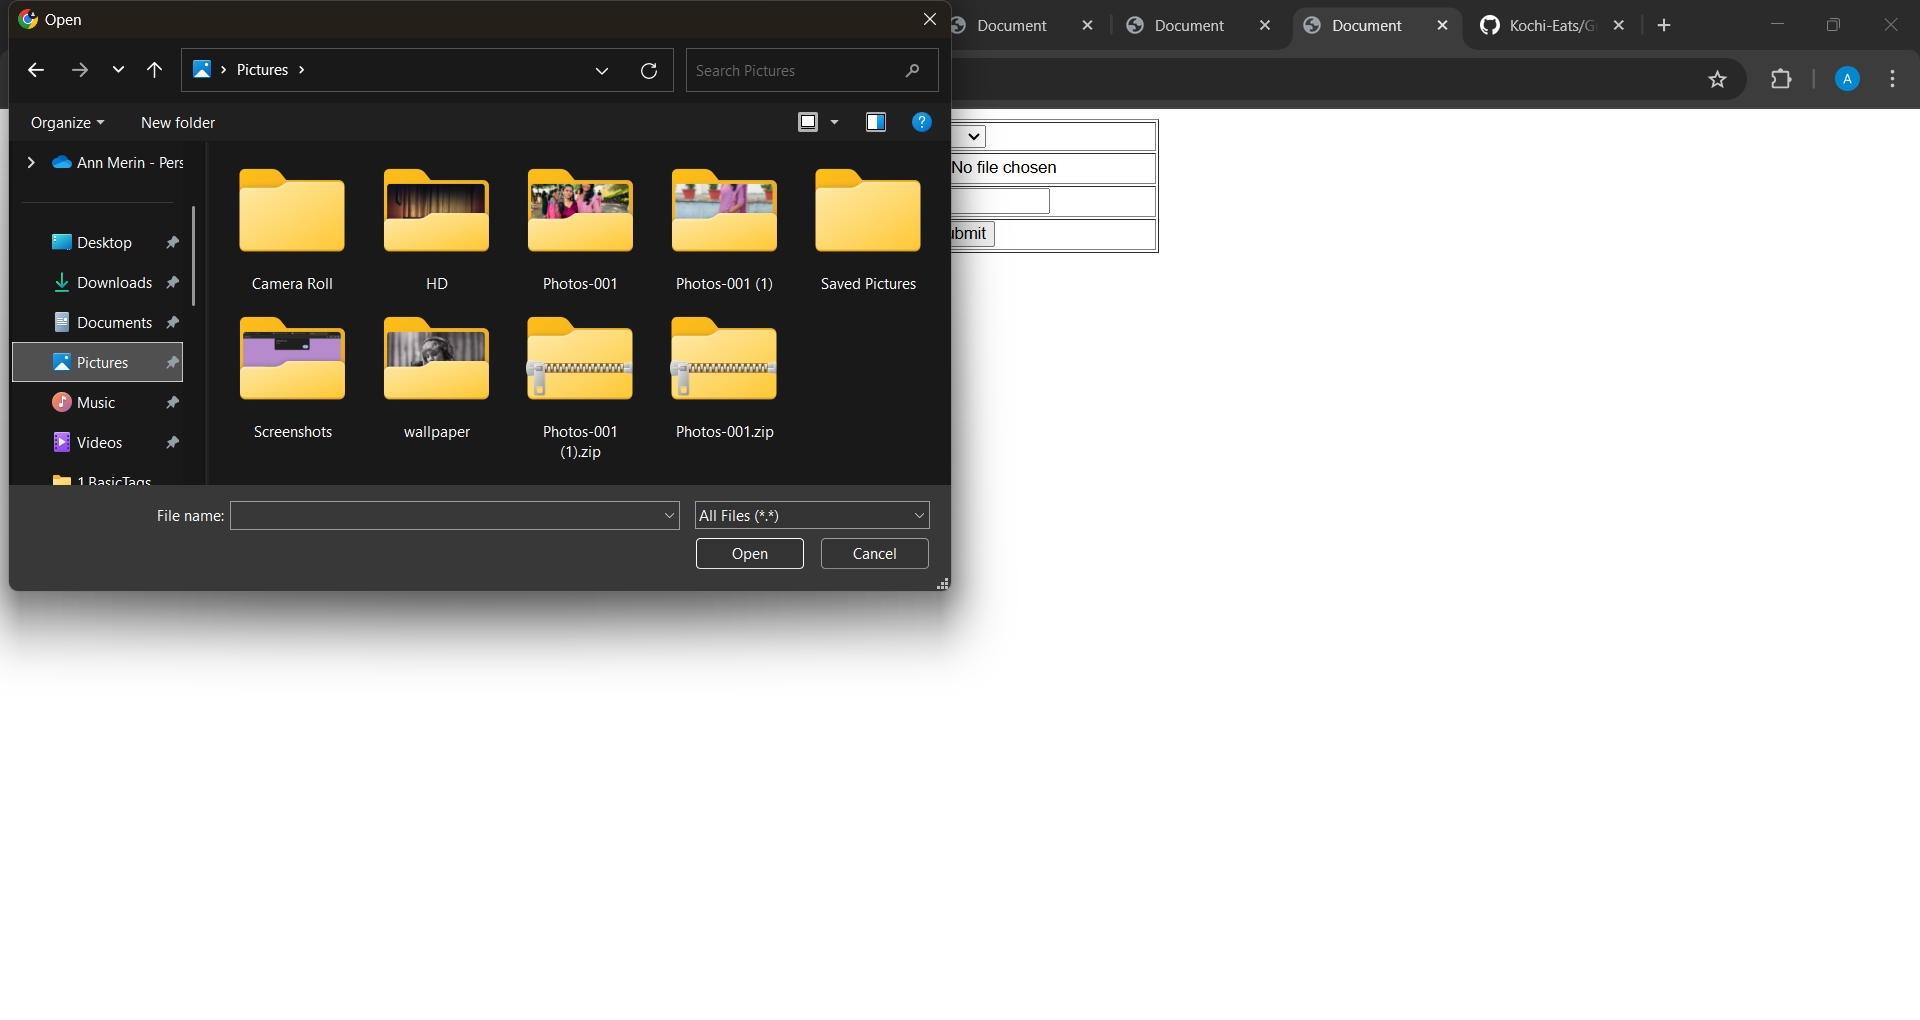 Open
Document
Document
Document
Kochi-Eats/G
Pictures
Search Pictures
A
Organize
New folder
?
Ann Merin - Pers
Desktop
Downloads
Documents
Pictures
Music
Videos
1.BasicTags
Camera Roll
HD
Photos-001
Photos-001 (1)
Saved Pictures
Screenshots
wallpaper
Photos-001
(1).zip
Photos-001.zip
File name:
All Files (*.*)
Open
Cancel
No file chosen
ubmit